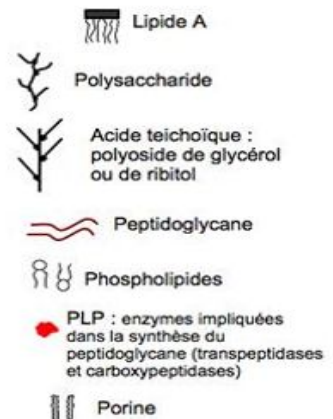 Lipide A
Polysaccharide
Acide teichoïque :
polyoside de glycérol
ou de ribitol
Peptidoglycane
Phospholipides
PLP : enzymes impliquées
dans la synthèse du
peptidoglycane (transpeptidases
et carboxypeptidases)
Porine